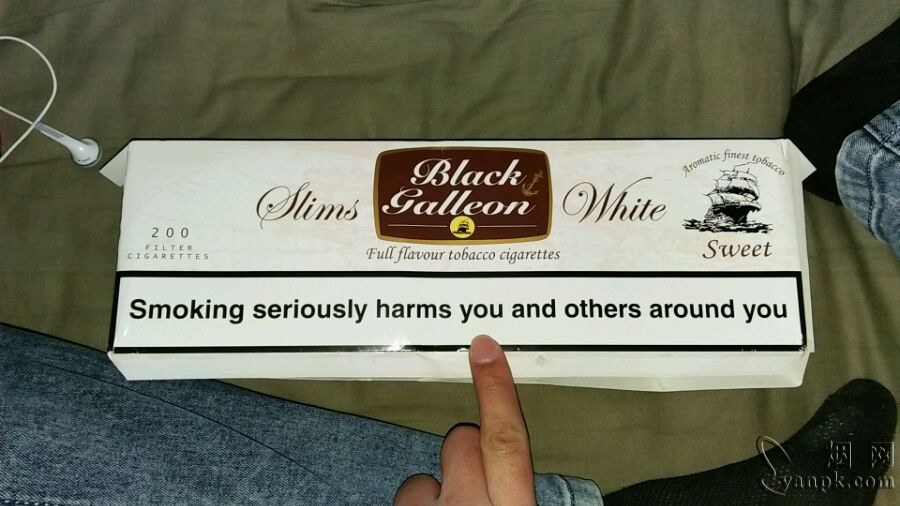 Black
Galleon
Slims
White
Full flavour tobacco cigarettes
200
FILTER
CIGARETTES
Aromatic finest tobacco
Sweet
Smoking seriously harms you and others around you
烟网
yanpk.com